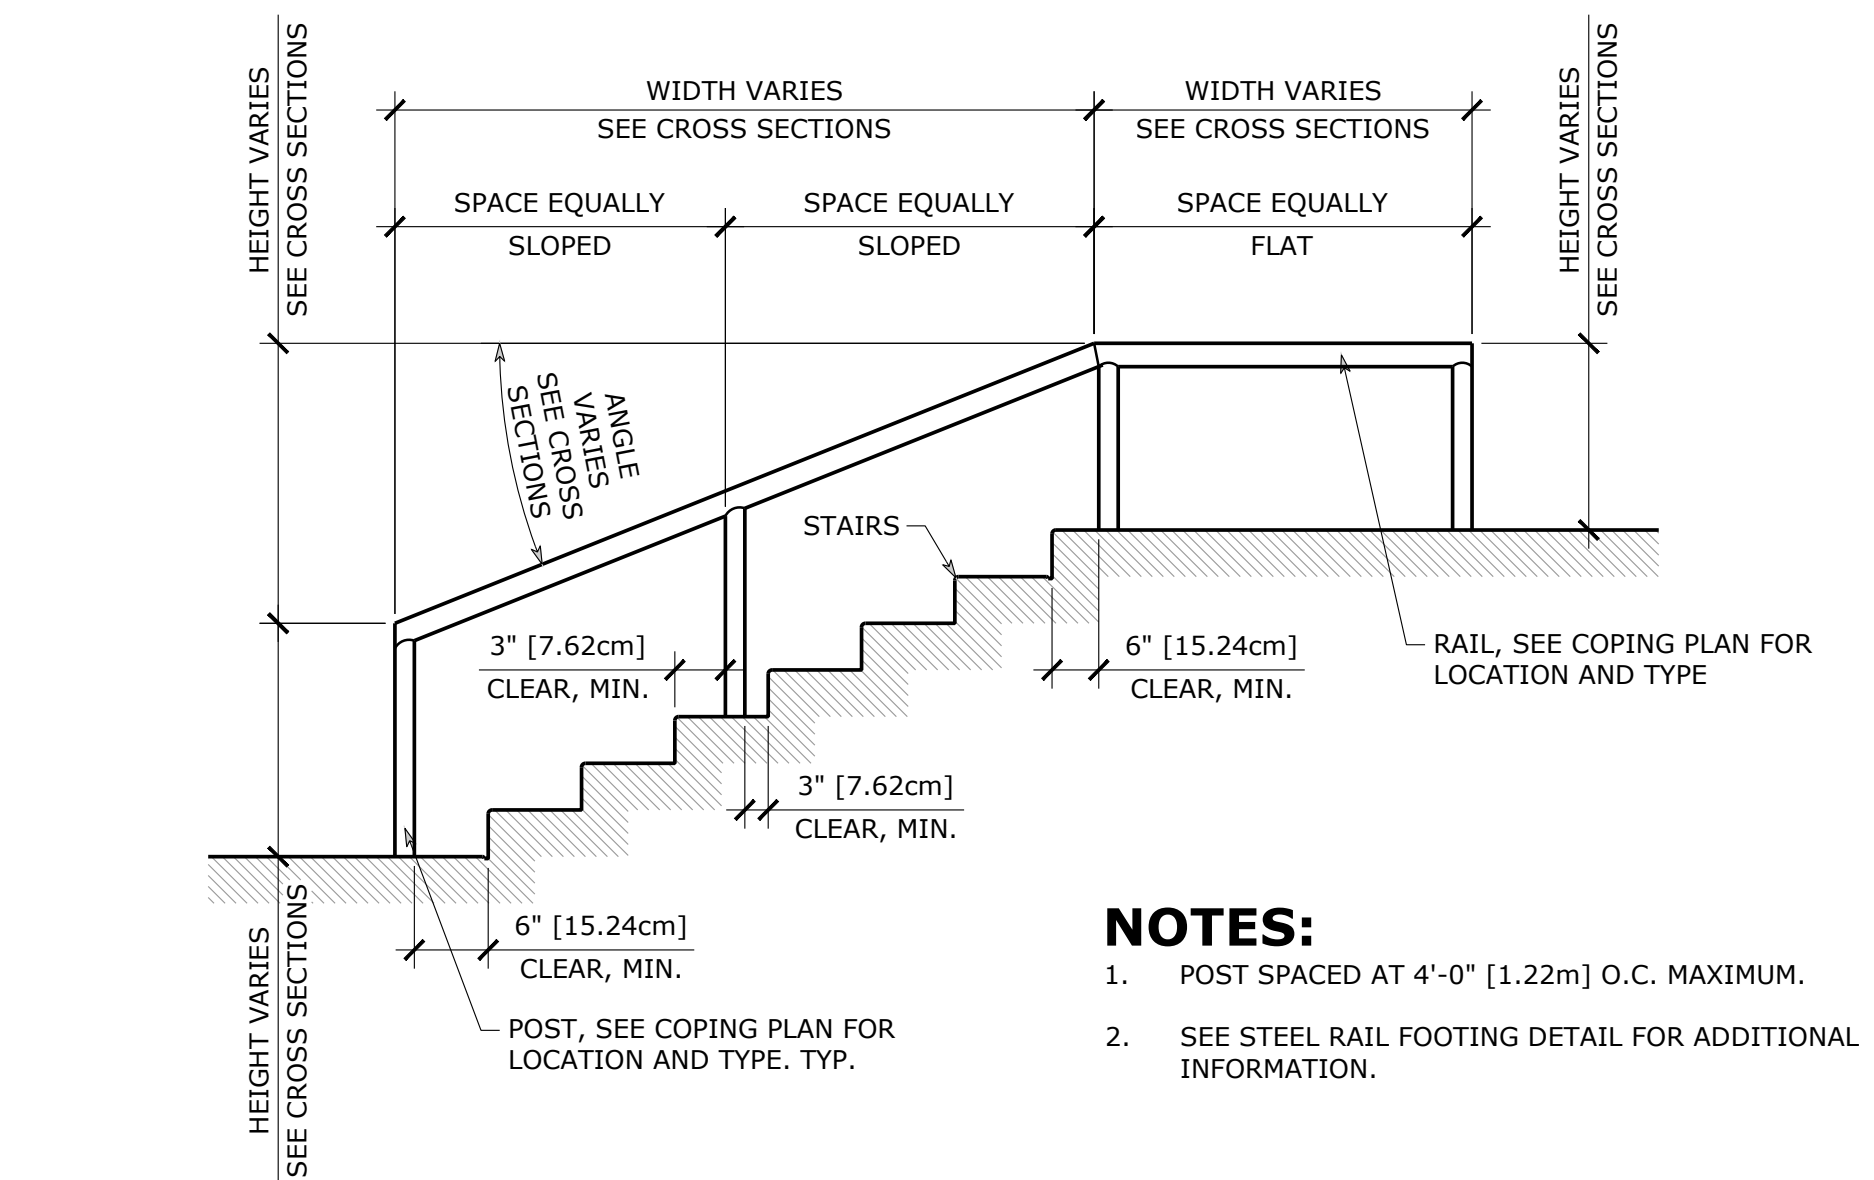 HEIGHT VARIES
SEE CROSS SECTIONS
WIDTH VARIES
SEE CROSS SECTIONS
WIDTH VARIES
SEE CROSS SECTIONS
HEIGHT VARIES
SEE CROSS SECTIONS
SPACE EQUALLY
SLOPED
SPACE EQUALLY
SLOPED
SPACE EQUALLY
FLAT
ANGLE
VARIES
SEE CROSS
SECTIONS
STAIRS
3" [7.62cm]
CLEAR, MIN.
6" [15.24cm]
CLEAR, MIN.
RAIL, SEE COPING PLAN FOR
LOCATION AND TYPE
3" [7.62cm]
CLEAR, MIN.
6" [15.24cm]
CLEAR, MIN.
HEIGHT VARIES
SEE CROSS SECTIONS
POST, SEE COPING PLAN FOR
LOCATION AND TYPE. TYP.
NOTES:
1. POST SPACED AT 4'-0" [1.22m] O.C. MAXIMUM.
2. SEE STEEL RAIL FOOTING DETAIL FOR ADDITIONAL
INFORMATION.